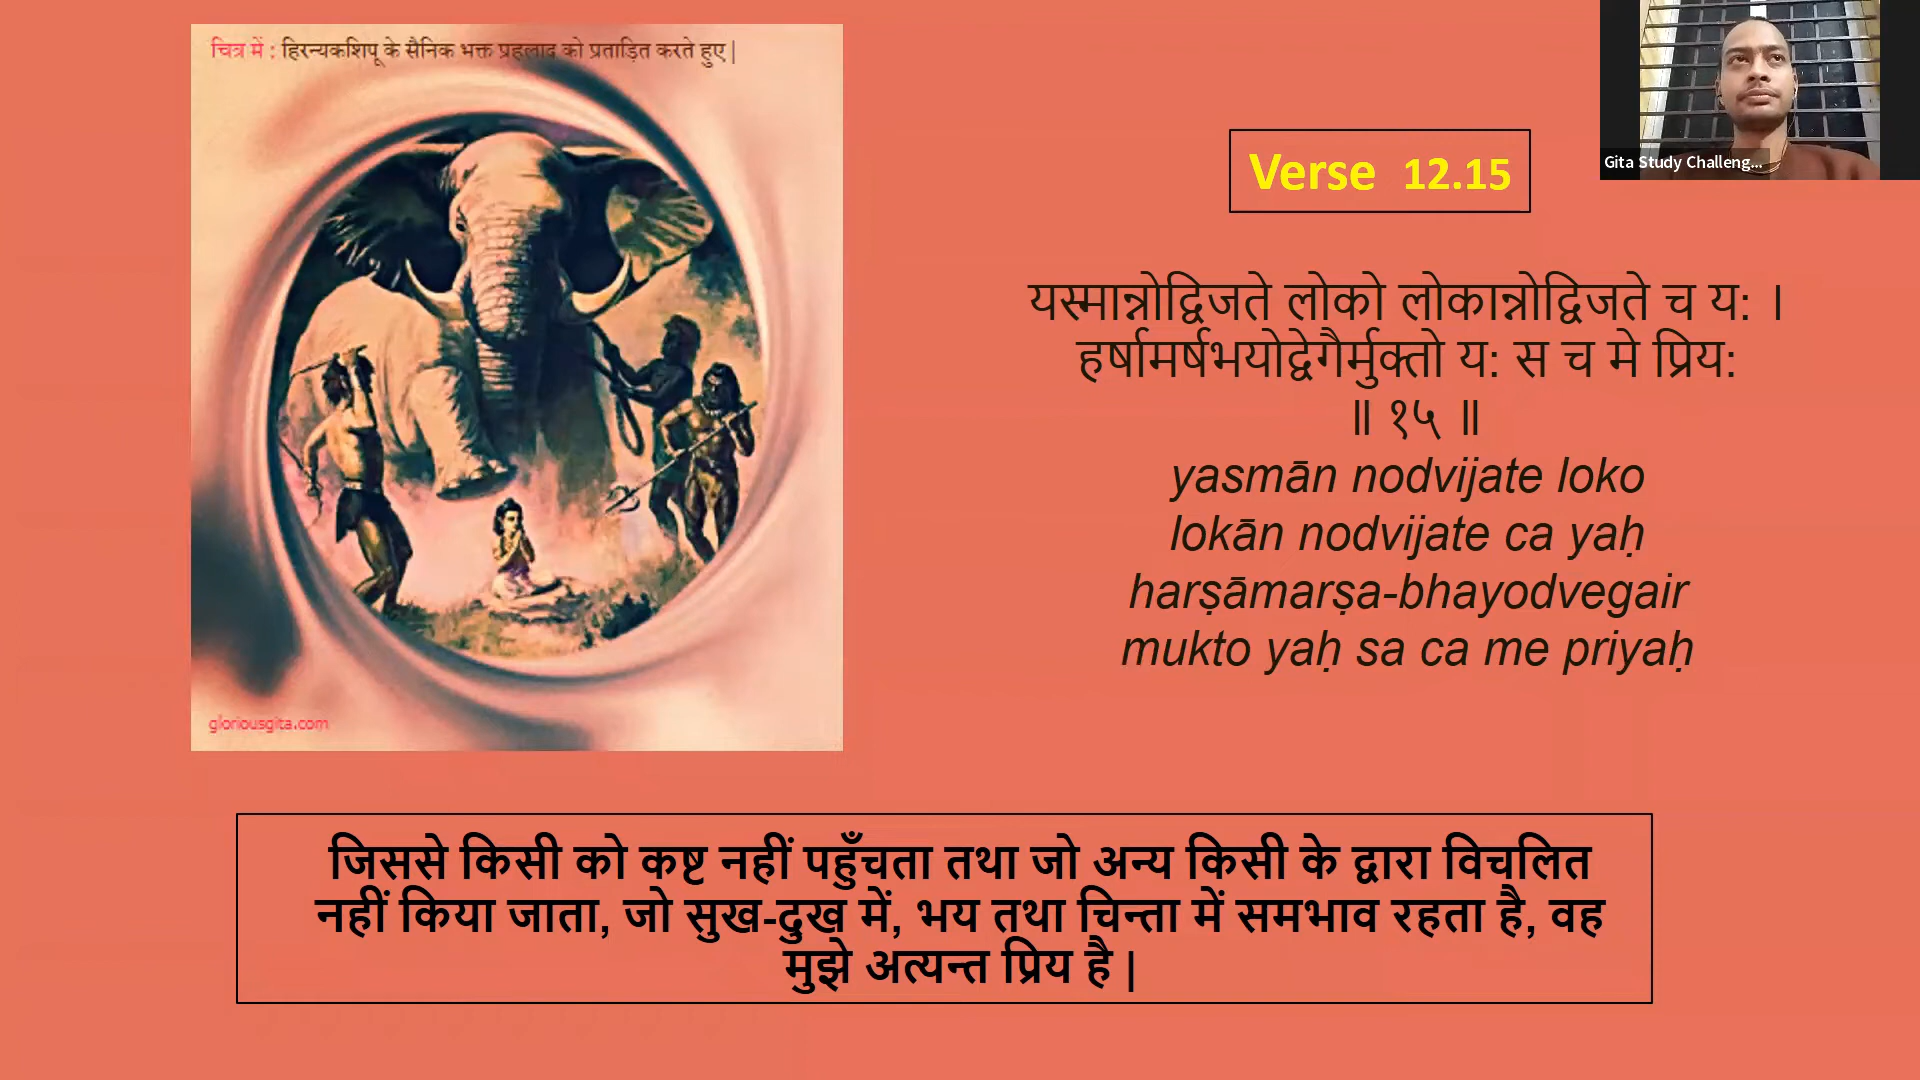 चित्र में : हिरन्यकशिपू के सैनिक भक्त प्रहलाद को प्रताड़ित करते हुए |
gloriousgita.com
Gita Study Challeng...
Verse 12.15
यस्मान्नोद्विजते लोको लोकान्नोद्विजते च य: ।
हर्षामर्षभयोद्वेगैर्मुक्तो य: स च मे प्रिय:
॥ १५ ॥
yasmān nodvijate loko
lokān nodvijate ca yaḥ
harṣāmarṣa-bhayodvegair
mukto yaḥ sa ca me priyaḥ
जिससे किसी को कष्ट नहीं पहुँचता तथा जो अन्य किसी के द्वारा विचलित
नहीं किया जाता, जो सुख-दुख में, भय तथा चिन्ता में समभाव रहता है, वह
मुझे अत्यन्त प्रिय है |